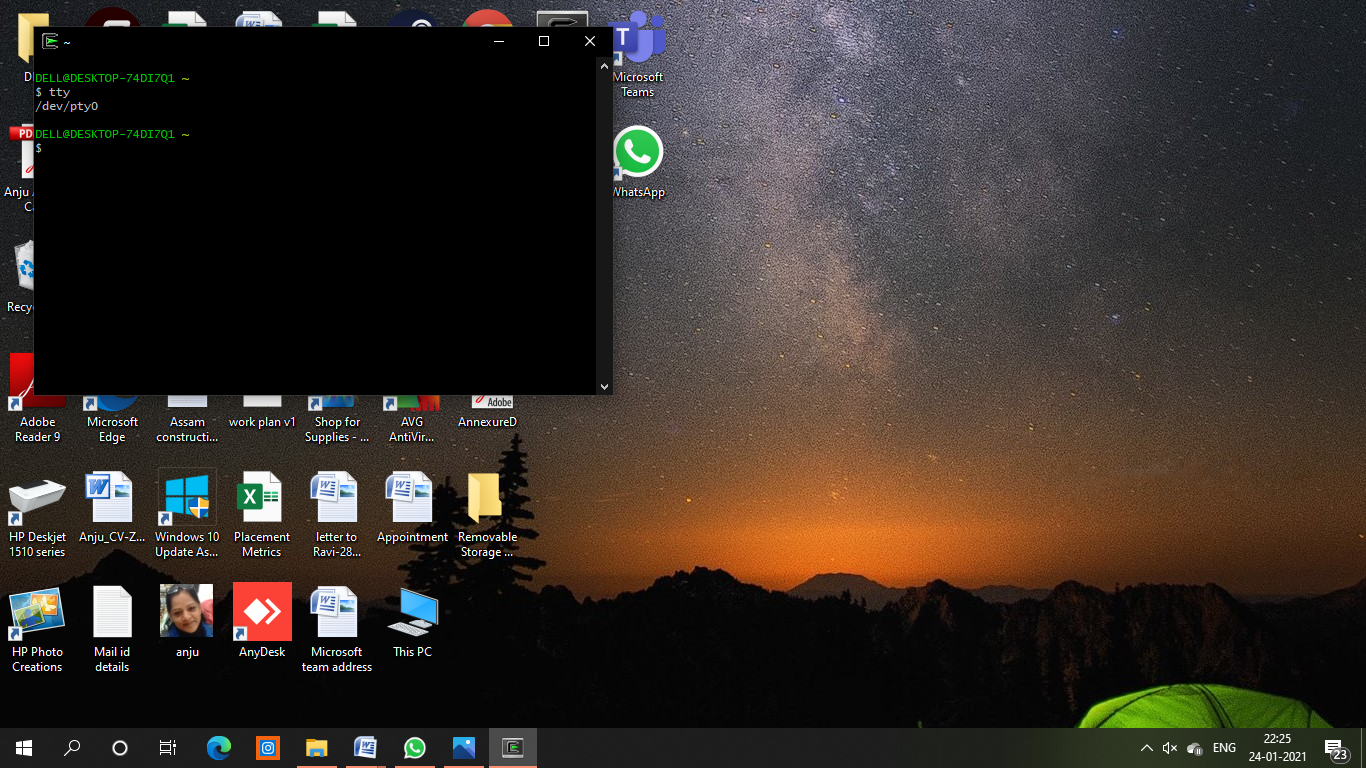 ~
DELL@DESKTOP-74DI7Q1 ~
$ tty
/dev/pty0
DELL@DESKTOP-74DI7Q1 ~
$
Microsoft
Teams
Anju
WhatsApp
Recy
Adobe
Reader 9
Microsoft
Edge
Assam
constructi...
work plan v1
Shop for
Supplies - ...
AVG
AntiVir...
Adobe
AnnexureD
HP Deskjet
1510 series
Anju_CV-Z...
Windows 10
Update As...
Placement
Metrics
letter to
Ravi-28...
Appointment
Removable
Storage ...
HP Photo
Creations
Mail id
details
anju
AnyDesk
Microsoft
team address
This PC
ENG
22:25
24-01-2021
23